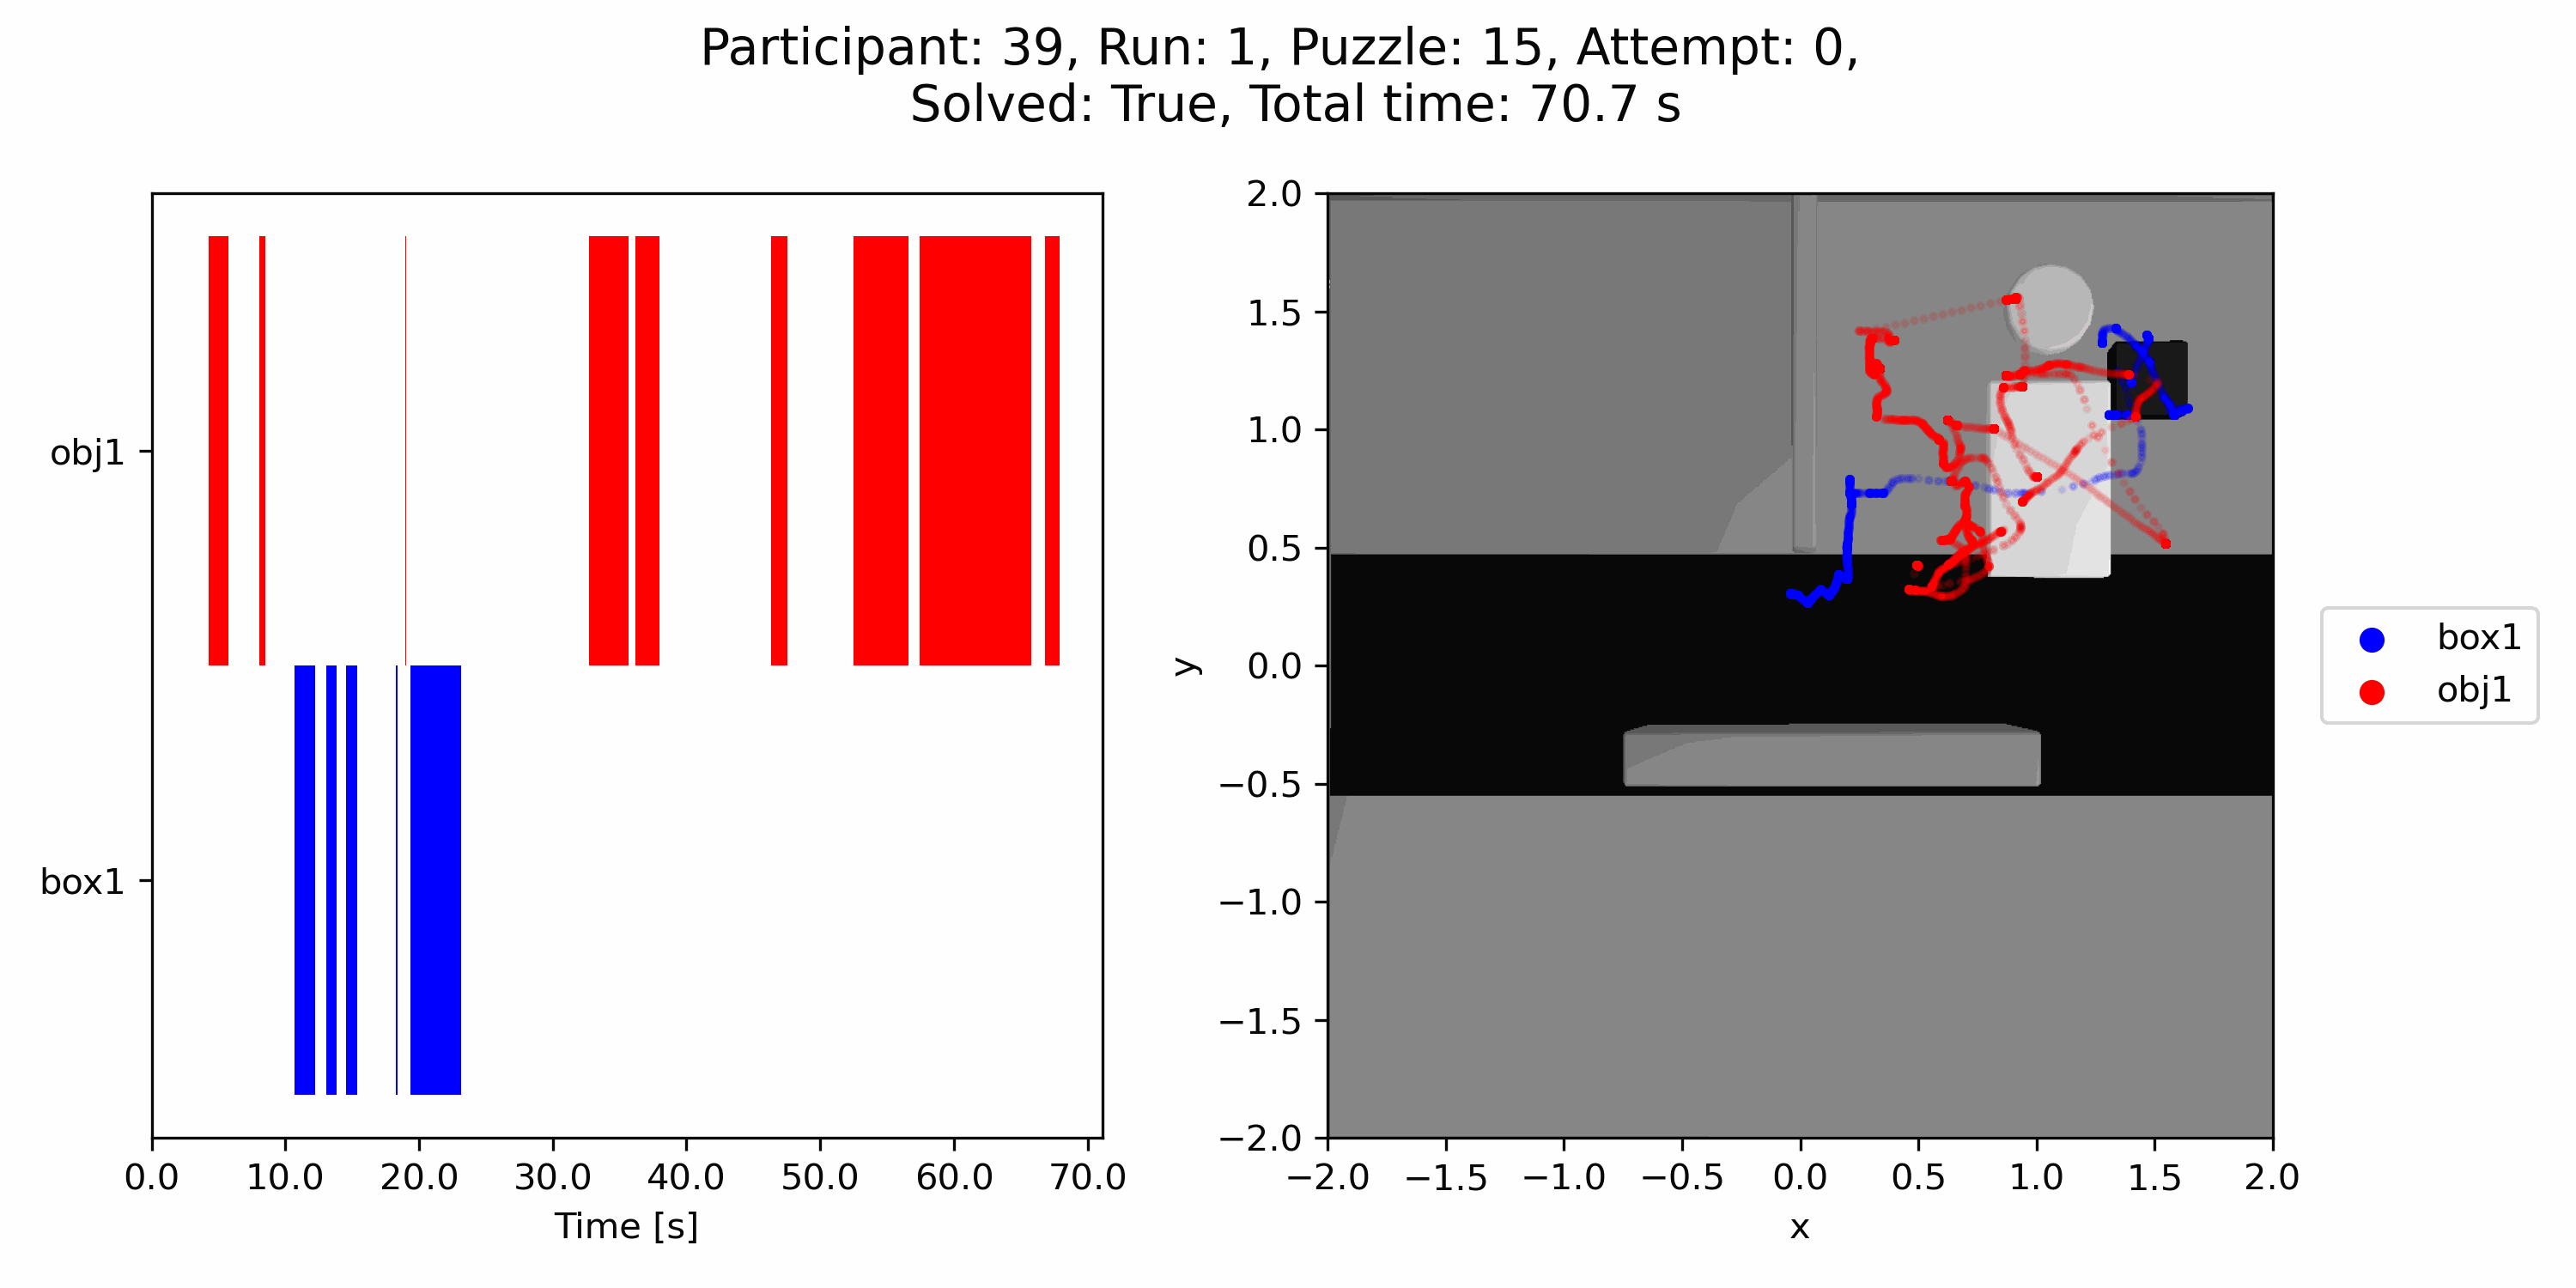 Participant: 39, Run: 1, Puzzle: 15, Attempt: 0,
Solved: True, Total time: 70.7 s
obj1
box1
0.0 10.0 20.0 30.0 40.0 50.0 60.0 70.0
Time [s]
2.0
1.5
1.0
0.5
0.0
−0.5
−1.0
−1.5
−2.0
y
−2.0 −1.5 −1.0 −0.5 0.0 0.5 1.0 1.5 2.0
x
box1
obj1